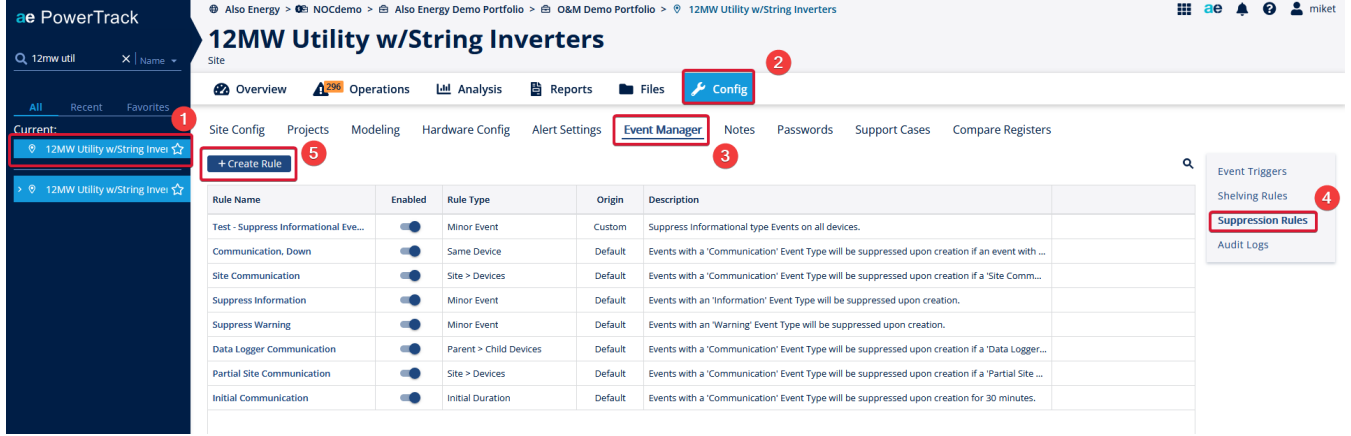 ae PowerTrack
Also Energy > NOCdemo > Also Energy Demo Portfolio > O&M Demo Portfolio > 12MW Utility w/String Inverters
ae
miket
12mw util
X | Name
12MW Utility w/String Inverters
Site
2
Overview
296 Operations
Analysis
Reports
Files
Config
All Recent Favorites
1
Current:
12MW Utility w/String Inver
12MW Utility w/String Inver
Site Config Projects Modeling Hardware Config Alert Settings Event Manager Notes Passwords Support Cases Compare Registers
5
3
+ Create Rule
Event Triggers
Shelving Rules
4
Suppression Rules
Audit Logs
Rule Name Enabled Rule Type Origin Description
Test - Suppress Informational Eve... Minor Event Custom Suppress Informational type Events on all devices.
Communication, Down Same Device Default Events with a 'Communication' Event Type will be suppressed upon creation if an event with ...
Site Communication Site > Devices Default Events with a 'Communication' Event Type will be suppressed upon creation if a 'Site Comm...
Suppress Information Minor Event Default Events with an 'Information' Event Type will be suppressed upon creation.
Suppress Warning Minor Event Default Events with an 'Warning' Event Type will be suppressed upon creation.
Data Logger Communication Parent > Child Devices Default Events with a 'Communication' Event Type will be suppressed upon creation if a 'Data Logger...
Partial Site Communication Site > Devices Default Events with a 'Communication' Event Type will be suppressed upon creation if a 'Partial Site ...
Initial Communication Initial Duration Default Events with a 'Communication' Event Type will be suppressed upon creation for 30 minutes.